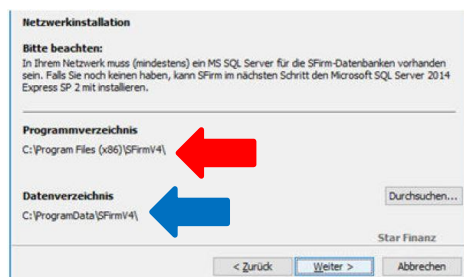 Netzwerkinstallation
Bitte beachten:
In Ihrem Netzwerk muss (mindestens) ein MS SQL Server für die SFirm-Datenbanken vorhanden
sein. Falls Sie noch keinen haben, kann SFirm im nächsten Schritt den Microsoft SQL Server 2014
Express SP 2 mit installieren.
Programmverzeichnis
C:\Program Files (x86)\SFirmV4\
Datenverzeichnis
Durchsuchen...
C:\ProgramData\SFirmV4\
Star Finanz
< Zurück Weiter > Abbrechen